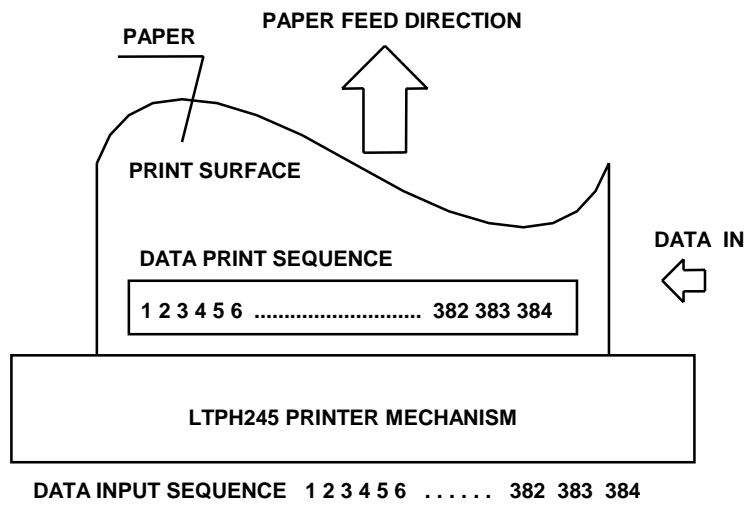 PAPER FEED DIRECTION
PAPER
PRINT SURFACE
DATA IN
DATA PRINT SEQUENCE
1 2 3 4 5 6 ............................ 382 383 384
LTPH245 PRINTER MECHANISM
DATA INPUT SEQUENCE 1 2 3 4 5 6 . . . . . . 382 383 384